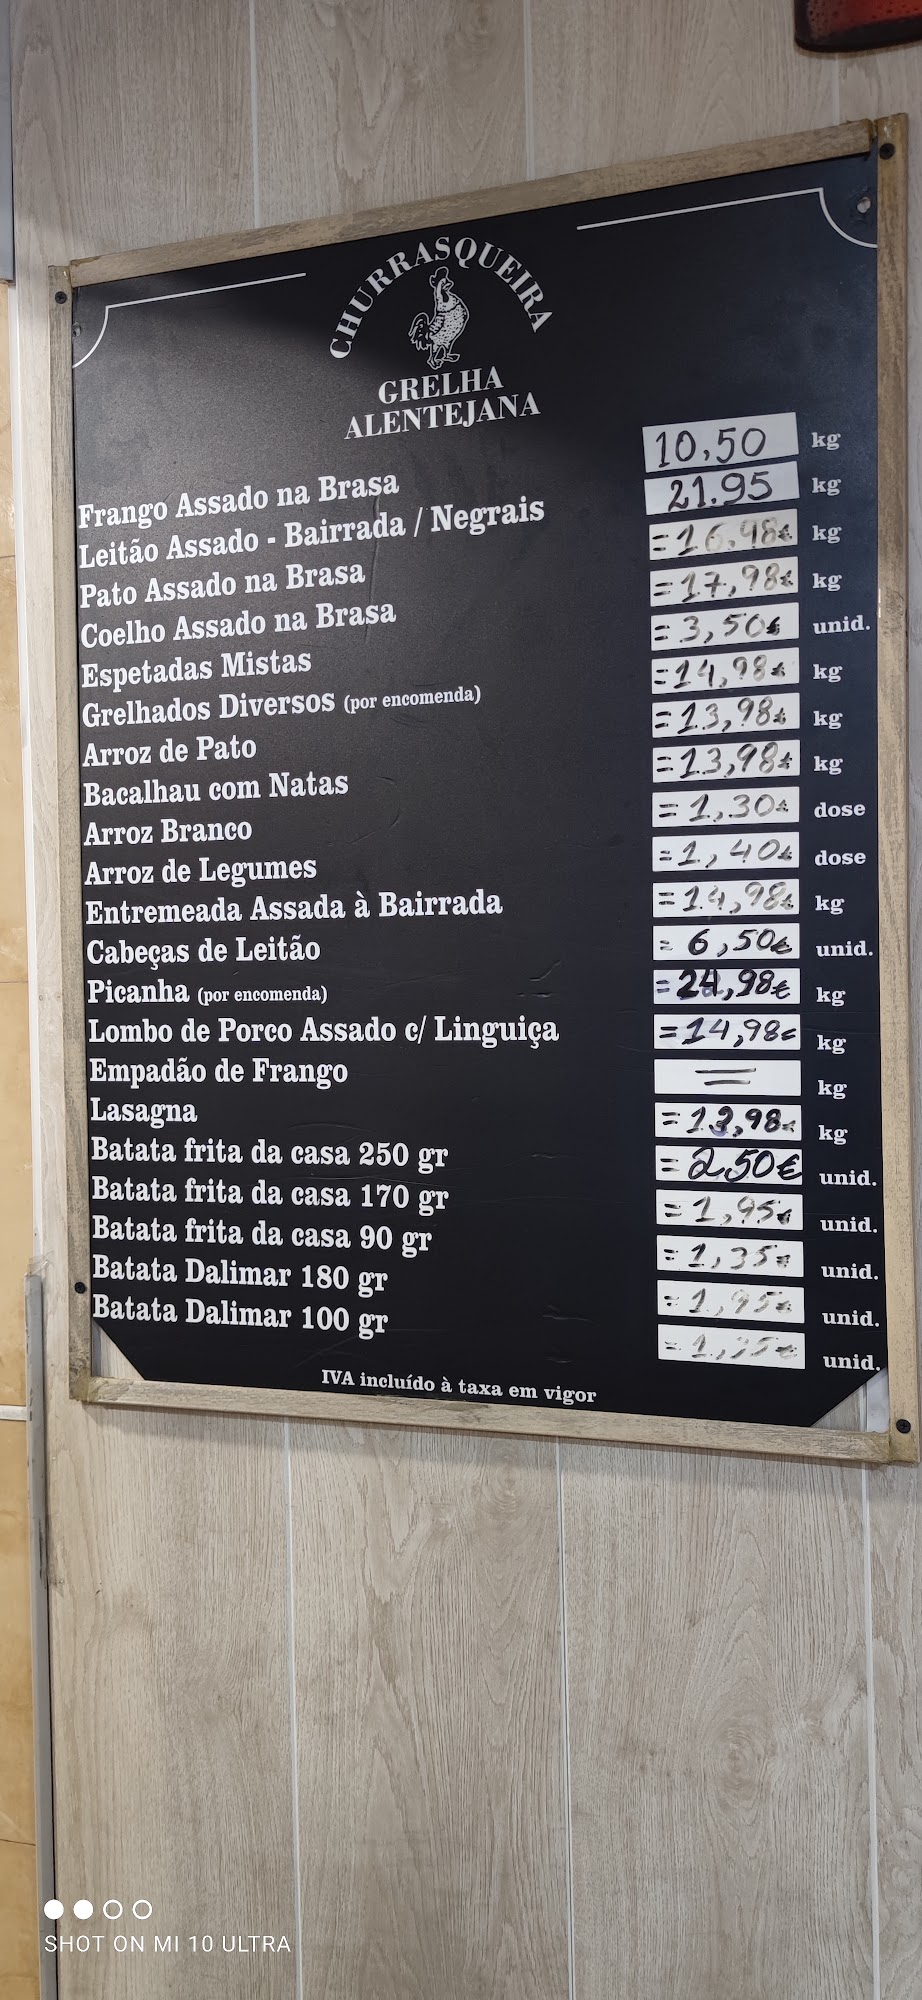 CHURRASQUEIRA
GRELHA
ALENTEJANA
Frango Assado na Brasa 10,50 kg
Leitão Assado - Bairrada / Negrais 21.95 kg
Pato Assado na Brasa =16,98€ kg
Coelho Assado na Brasa =17,98€ kg
Espetadas Mistas =3,50€ unid.
Grelhados Diversos (por encomenda) =14,98€ kg
Arroz de Pato =13,98€ kg
Bacalhau com Natas =13,98€ kg
Arroz Branco =1,30€ dose
Arroz de Legumes =1,40€ dose
Entremeada Assada à Bairrada =14,98€ kg
Cabeças de Leitão = 6,50€ unid.
Picanha (por encomenda) =24,98€ kg
Lombo de Porco Assado c/ Linguiça =14,98€ kg
Empadão de Frango = kg
Lasagna =13,98€ kg
Batata frita da casa 250 gr = 2,50€ unid.
Batata frita da casa 170 gr =1,95€ unid.
Batata frita da casa 90 gr =1,35€ unid.
Batata Dalimar 180 gr =1,95€ unid.
Batata Dalimar 100 gr unid.
IVA incluído à taxa em vigor
SHOT ON MI 10 ULTRA